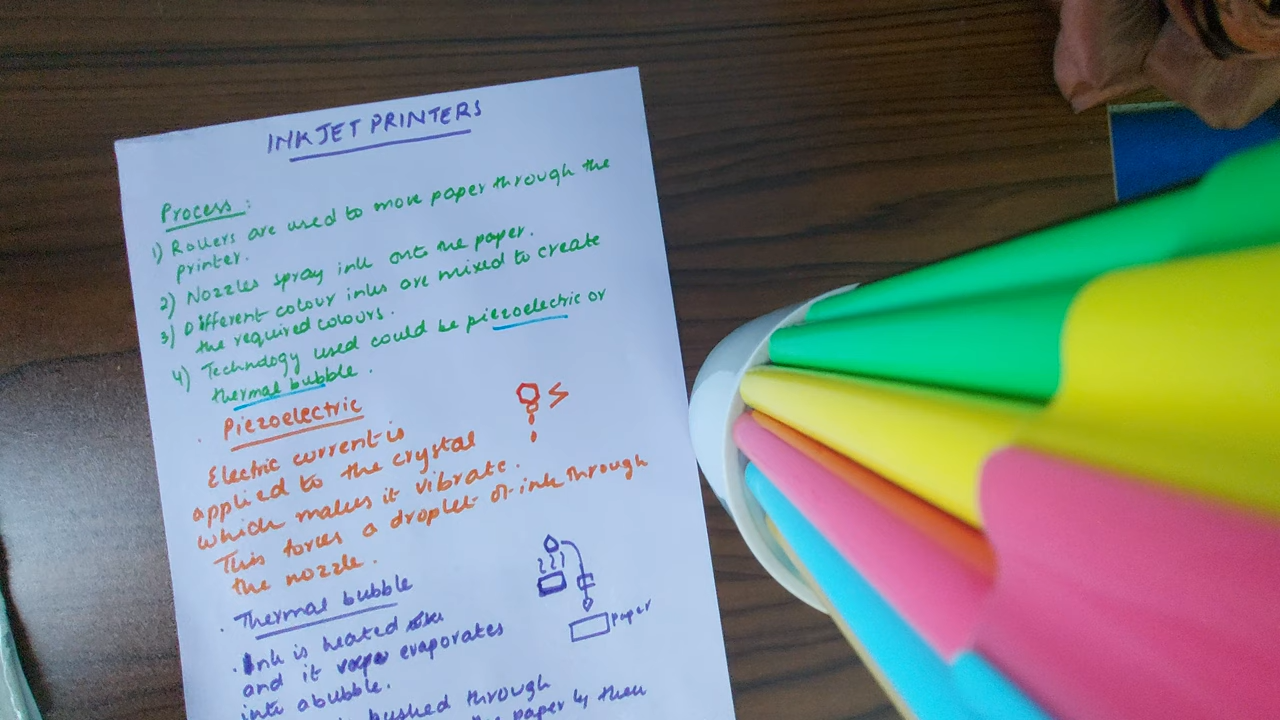 INKJET PRINTERS
Process:
1) Rollers are used to move paper through the
printer.
2) Nozzles spray ink onto the paper.
3) Different colour inks are mixed to create
the required colours.
4) Technology used could be piezoelectric or
thermal bubble.
. Piezoelectric
Electric current is
applied to the crystal
which makes it vibrate.
This forces a droplet of ink through
the nozzle.
. Thermal bubble
. Ink is heated
and it evaporates
into a bubble.
Paper
pushed through
paper & then